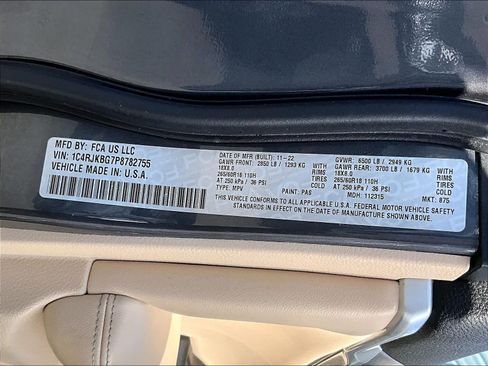 MFD BY: FCA US LLC
VIN: 1C4RJKBG7P8782755
VEHICLE MADE IN: U.S.A.
DATE OF MFR (BUILT): 11-22 GVWR: 6500 LB / 2949 KG
GAWR FRONT: 2850 LB / 1293 KG WITH GAWR REAR: 3700 LB / 1679 KG WITH
18X8.0 RIMS 18X8.0 RIMS
265/60R18 110H TIRES 265/60R18 110H TIRES
AT 250 kPa / 36 PSI AT 250 kPa / 36 PSI
TYPE: MPV PAINT: PAS MDH: 112315 MKT: 875
THIS VEHICLE CONFORMS TO ALL APPLICABLE U.S.A. FEDERAL MOTOR VEHICLE SAFETY
STANDARDS IN EFFECT ON THE DATE OF MANUFACTURE SHOWN ABOVE.